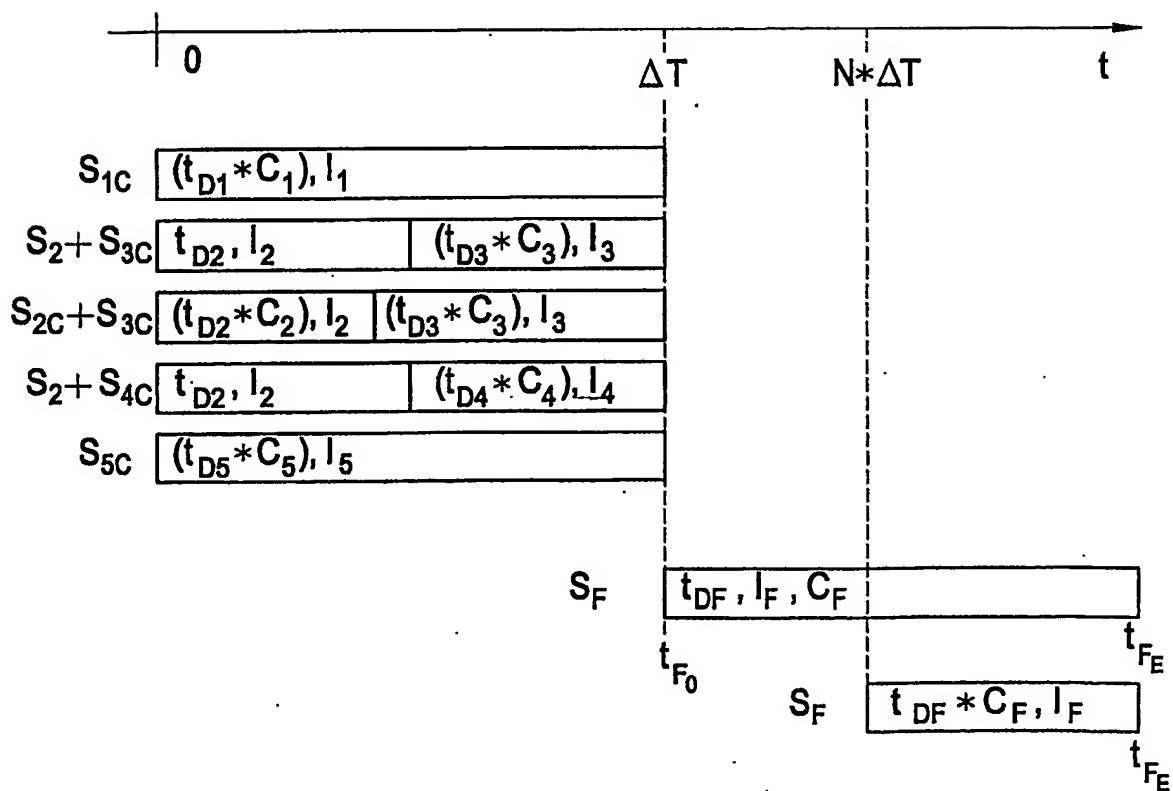 0 ΔT N*ΔT t
S1C (tD1*C1), I1
S2+S3C tD2, I2 (tD3*C3), I3
S2C+S3C (tD2*C2), I2 (tD3*C3), I3
S2+S4C tD2, I2 (tD4*C4), I4
S5C (tD5*C5), I5
SF tDF, IF, CF
tF0 tFE
SF tDF*CF, IF
tFE